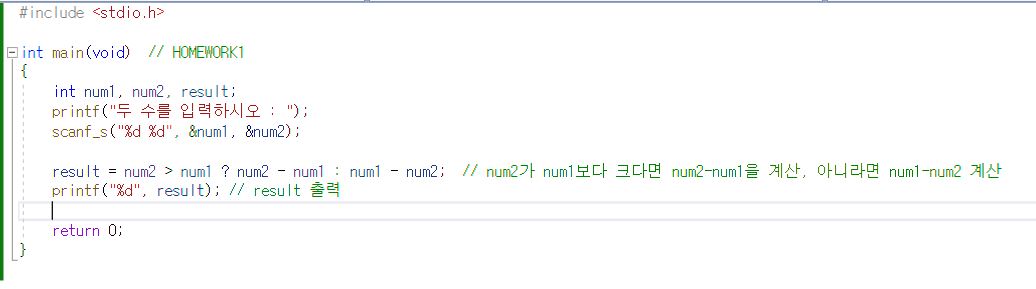 #include <stdio.h>
int main(void)  // HOMEWORK1
{
int num1, num2, result;
printf("두 수를 입력하시오 : ");
scanf_s("%d %d", &num1, &num2);
result = num2 > num1 ? num2 - num1 : num1 - num2;  // num2가 num1보다 크다면 num2-num1을 계산, 아니라면 num1-num2 계산
printf("%d", result); // result 출력
return 0;
}